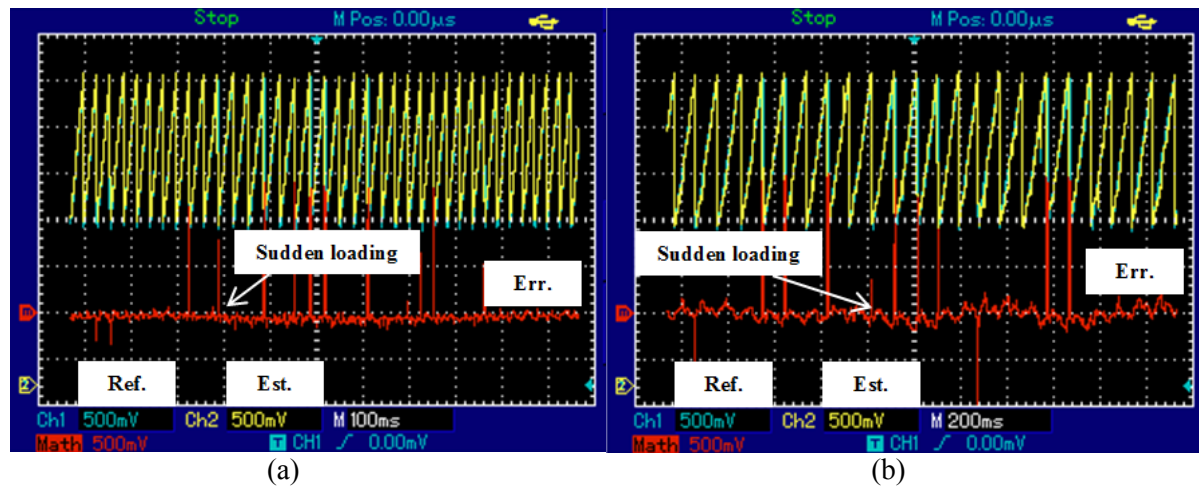 Stop M Pos: 0.00μs
Sudden loading
Err.
m
Ref. Est.
2
Ch1 500mV Ch2 500mV M 100ms
Math 500mV T CH1 0.00mV
(a)
Stop M Pos: 0.00μs
Sudden loading
Err.
m
Ref. Est.
2
Ch1 500mV Ch2 500mV M 200ms
Math 500mV T CH1 0.00mV
(b)